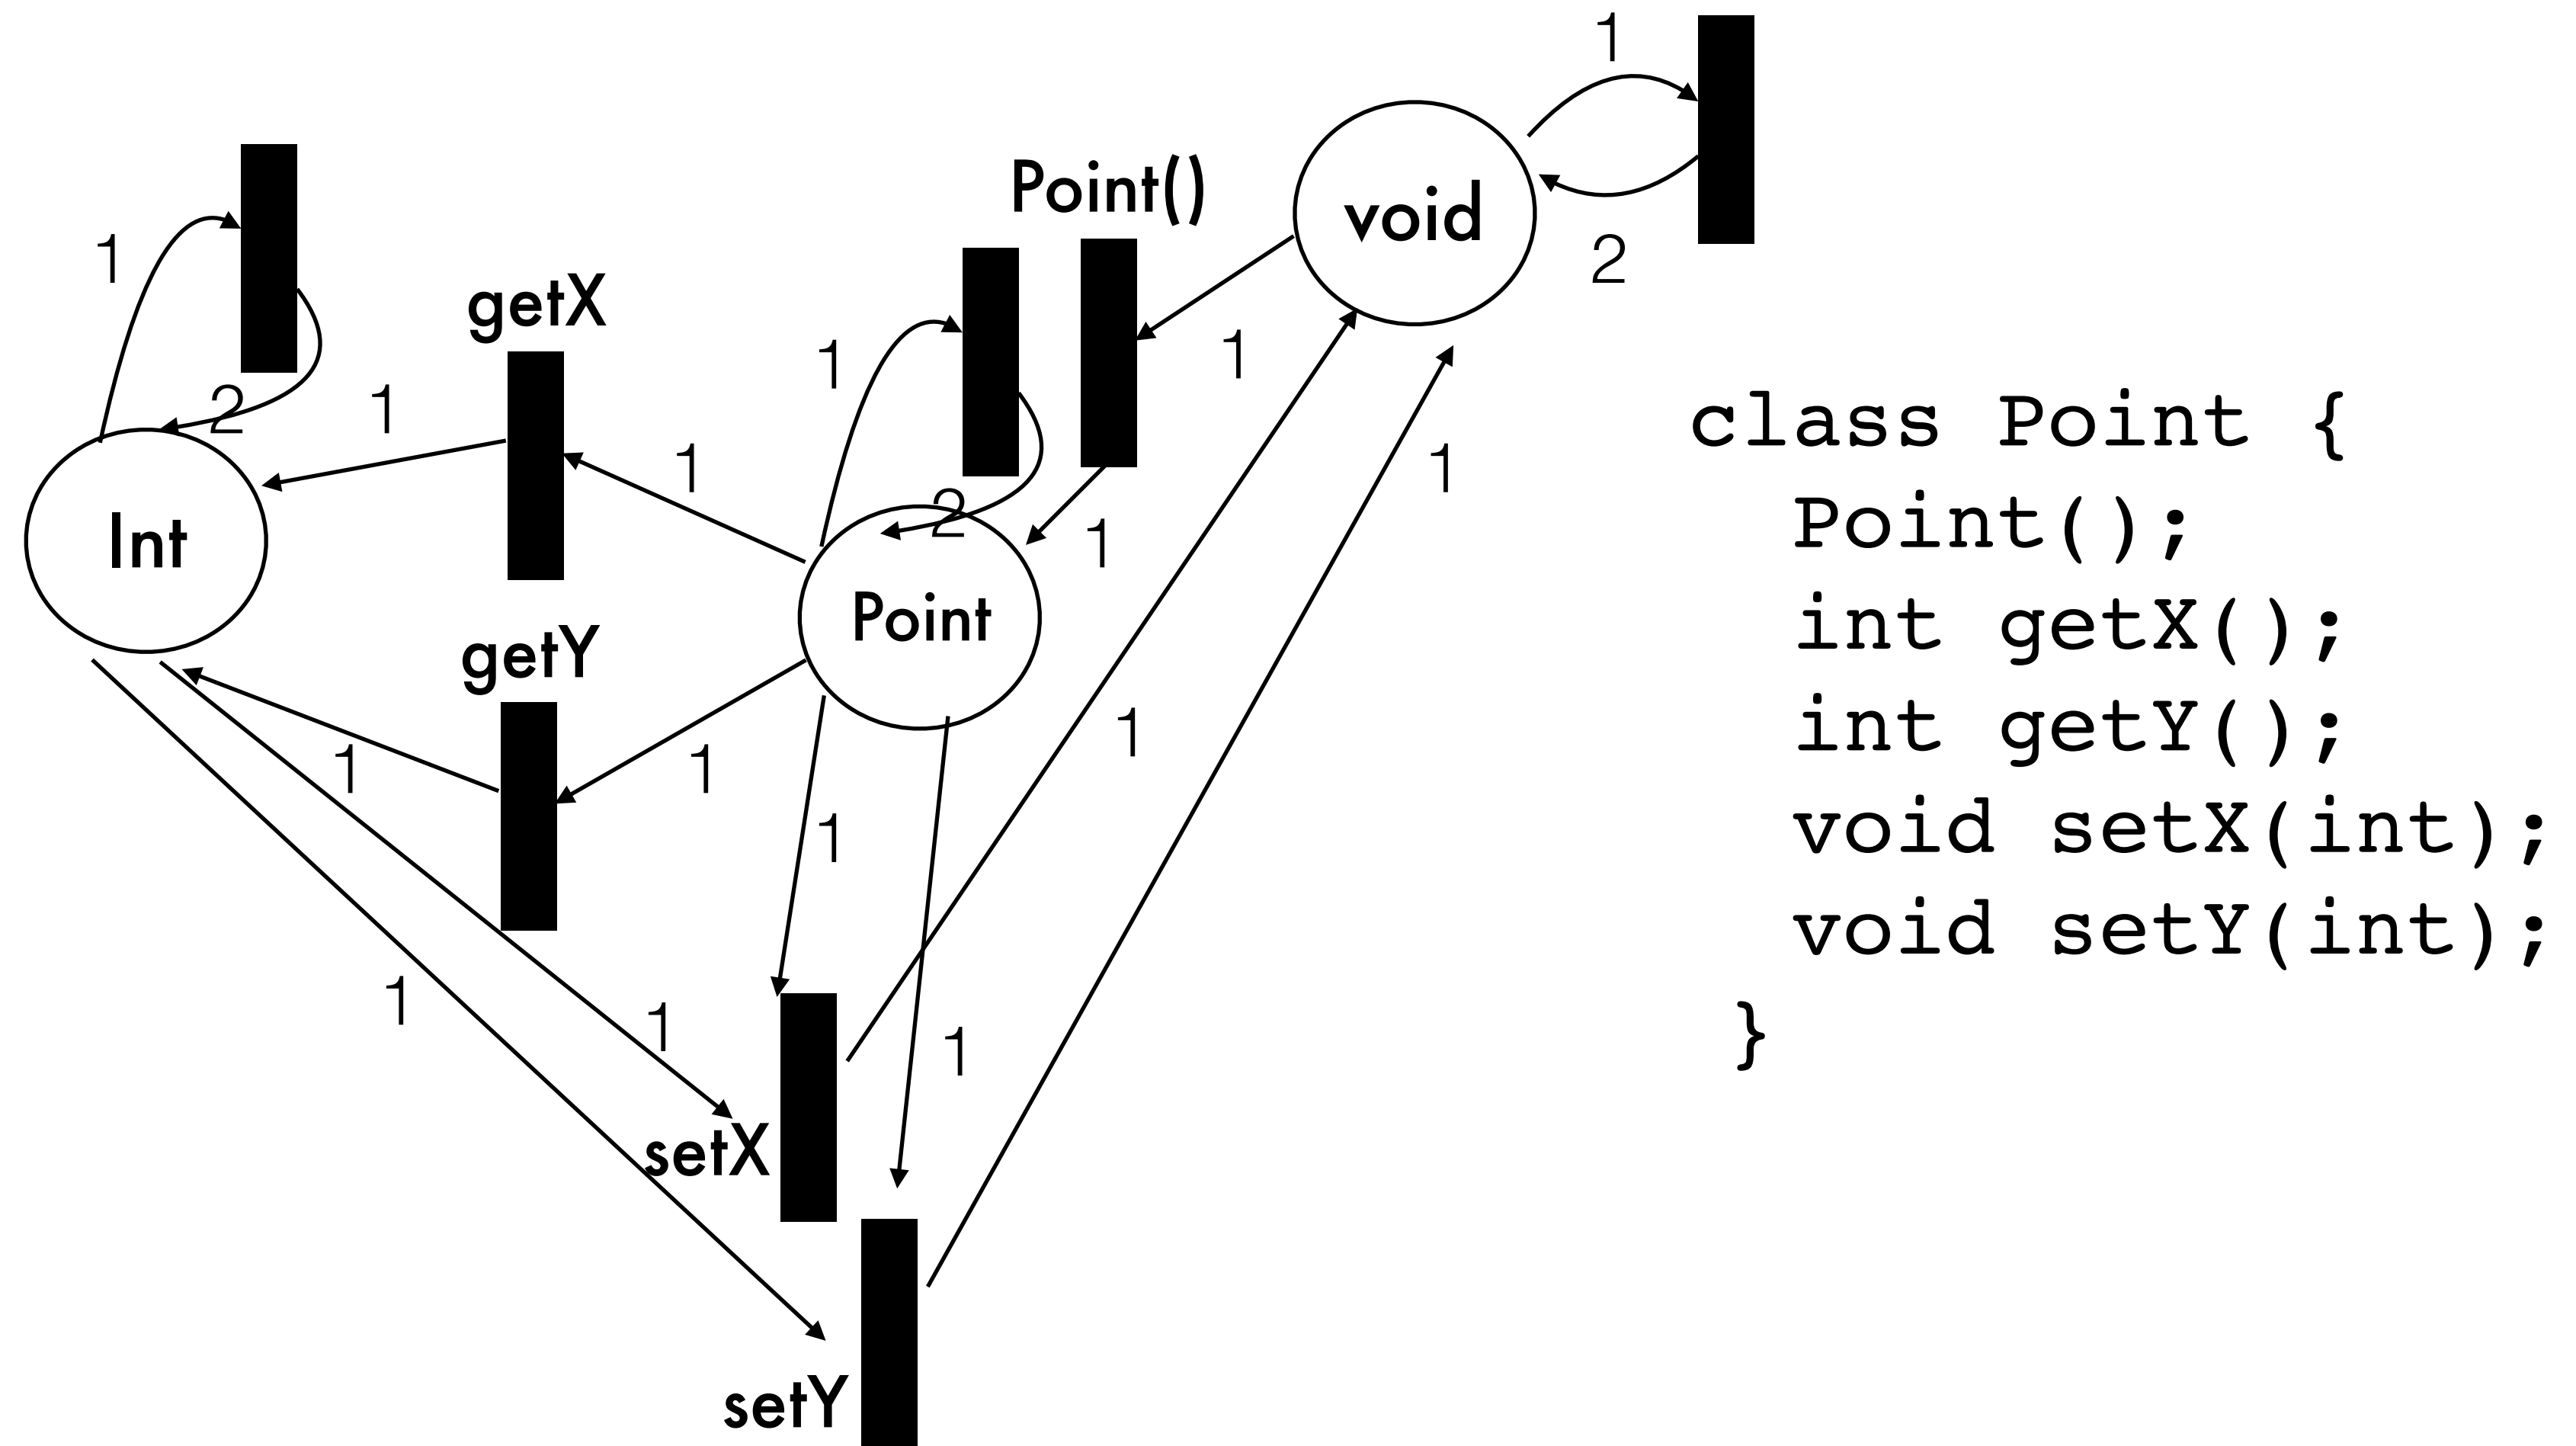 1
Point()
void
1
getX
2
1
1
1
2
1
1
class Point {
Point();
int getX();
int getY();
void setX(int);
void setY(int);
}
2
1
1
Int
Point
getY
1
1
1
1
1
1
1
setX
setY